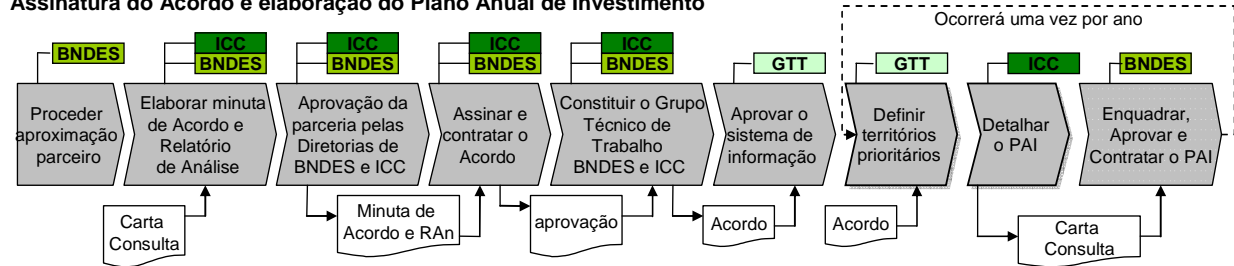 Assinatura do Acordo e elaboração do Plano Anual de Investimento
Ocorrerá uma vez por ano
BNDES
ICC
BNDES
ICC
BNDES
ICC
BNDES
ICC
BNDES
GTT
GTT
ICC
BNDES
Proceder
aproximação
parceiro
Elaborar minuta
de Acordo e
Relatório
de Análise
Aprovação da
parceria pelas
Diretorias de
BNDES e ICC
Assinar e
contratar o
Acordo
Constituir o Grupo
Técnico de
Trabalho
BNDES e ICC
Aprovar o
sistema de
informação
Definir
territórios
prioritários
Detalhar
o PAI
Enquadrar,
Aprovar e
Contratar o PAI
Carta
Consulta
Minuta de
Acordo e RAn
aprovação
Acordo
Acordo
Carta
Consulta